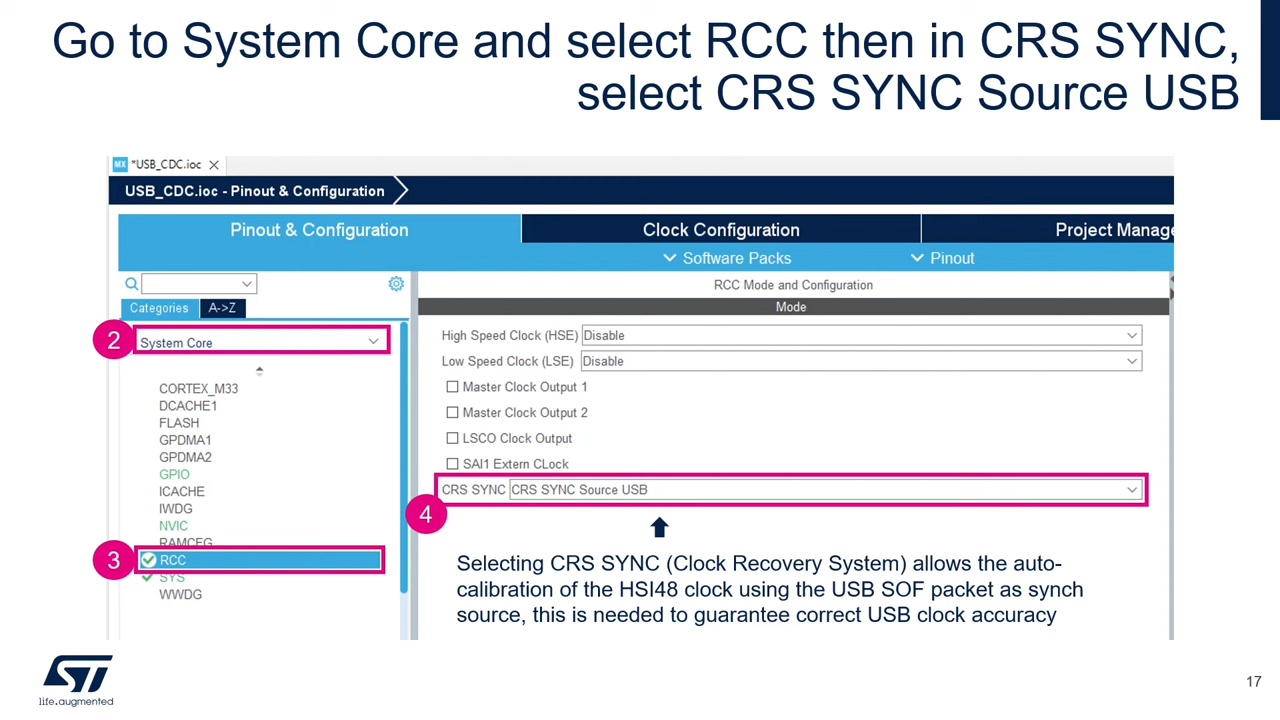 Go to System Core and select RCC then in CRS SYNC,
select CRS SYNC Source USB
MX *USB_CDC.ioc
USB_CDC.ioc - Pinout & Configuration
Pinout & Configuration
Clock Configuration
Project Manage
Software Packs
Pinout
Categories
A->Z
2
System Core
CORTEX_M33
DCACHE1
FLASH
GPDMA1
GPDMA2
GPIO
ICACHE
IWDG
NVIC
RAMCFG
3
RCC
SYS
WWDG
RCC Mode and Configuration
Mode
High Speed Clock (HSE) Disable
Low Speed Clock (LSE) Disable
Master Clock Output 1
Master Clock Output 2
LSCO Clock Output
SAI1 Extern CLock
CRS SYNC CRS SYNC Source USB
4
Selecting CRS SYNC (Clock Recovery System) allows the auto-
calibration of the HSI48 clock using the USB SOF packet as synch
source, this is needed to guarantee correct USB clock accuracy
ST
life.augmented
17